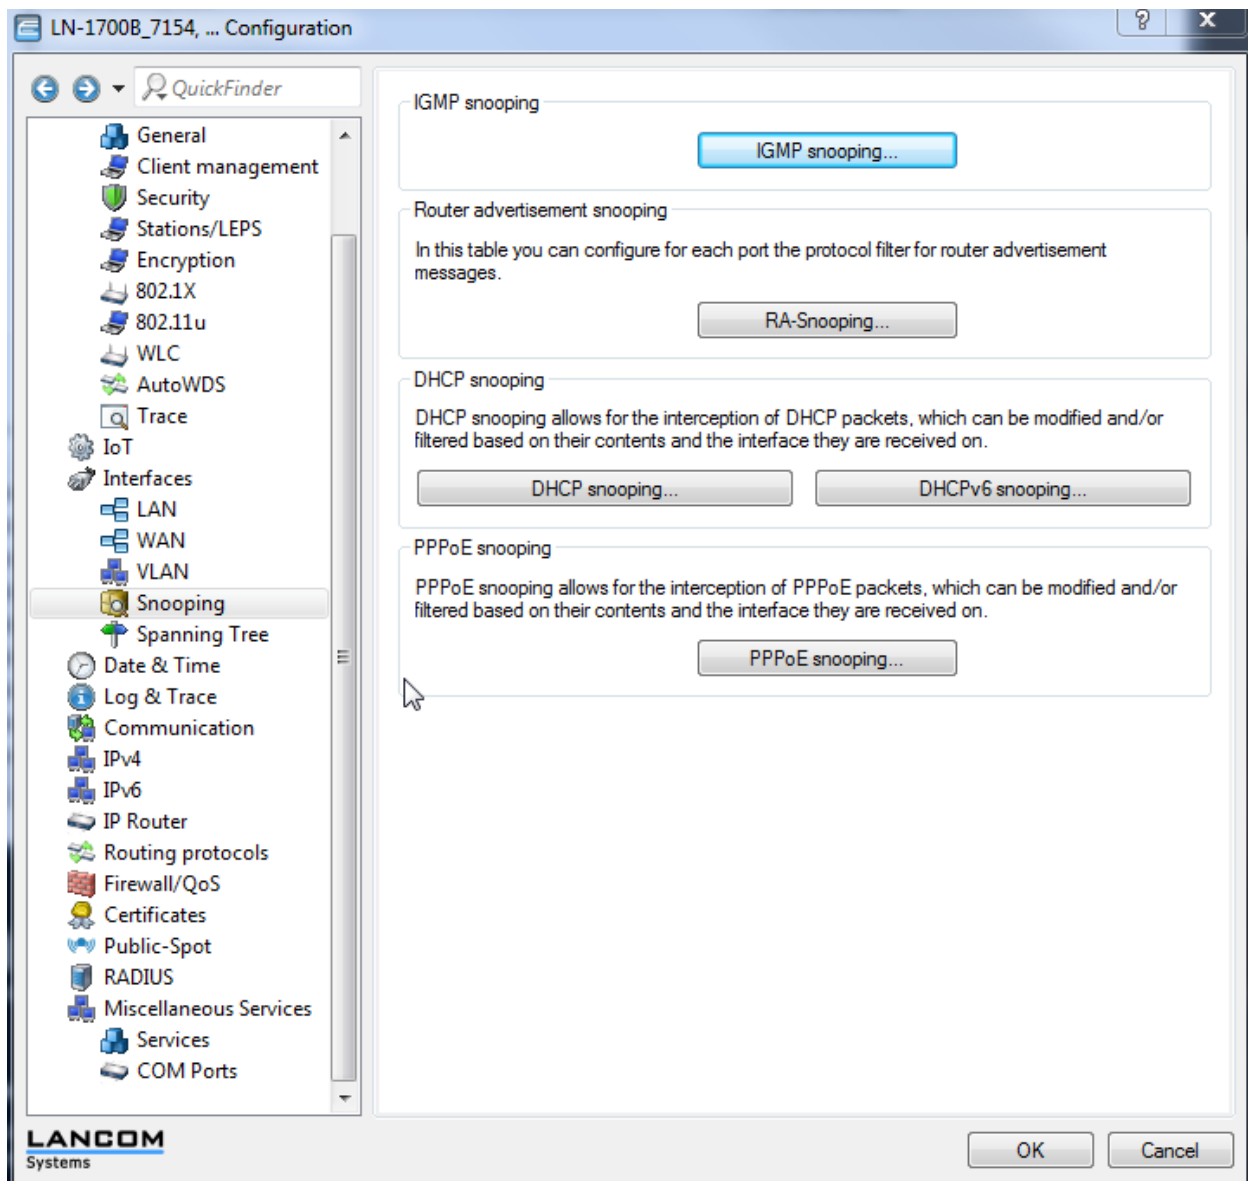 LN-1700B_7154, ... Configuration
?
X
QuickFinder
General
Client management
Security
Stations/LEPS
Encryption
802.1X
802.11u
WLC
AutoWDS
Trace
IoT
Interfaces
LAN
WAN
VLAN
Snooping
Spanning Tree
Date & Time
Log & Trace
Communication
IPv4
IPv6
IP Router
Routing protocols
Firewall/QoS
Certificates
Public-Spot
RADIUS
Miscellaneous Services
Services
COM Ports
IGMP snooping
IGMP snooping...
Router advertisement snooping
In this table you can configure for each port the protocol filter for router advertisement
messages.
RA-Snooping...
DHCP snooping
DHCP snooping allows for the interception of DHCP packets, which can be modified and/or
filtered based on their contents and the interface they are received on.
DHCP snooping... DHCPv6 snooping...
PPPoE snooping
PPPoE snooping allows for the interception of PPPoE packets, which can be modified and/or
filtered based on their contents and the interface they are received on.
PPPoE snooping...
LANCOM
Systems
OK Cancel